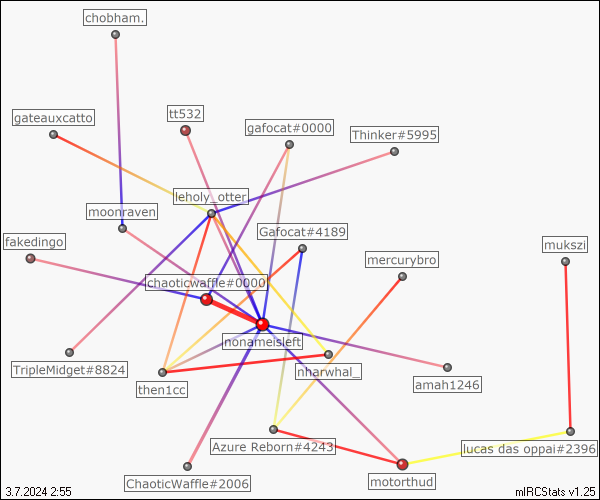 chobham.
gateauxcatto
tt532
gafocat#0000
Thinker#5995
leholy_otter
moonraven
fakedingo
Gafocat#4189
mukszi
mercurybro
chaoticwaffle#0000
nonameisleft
TripleMidget#8824
then1cc
nharwhal_
amah1246
Azure Reborn#4243
lucas das oppai#2396
ChaoticWaffle#2006
motorthud
3.7.2024 2:55
mIRCStats v1.25